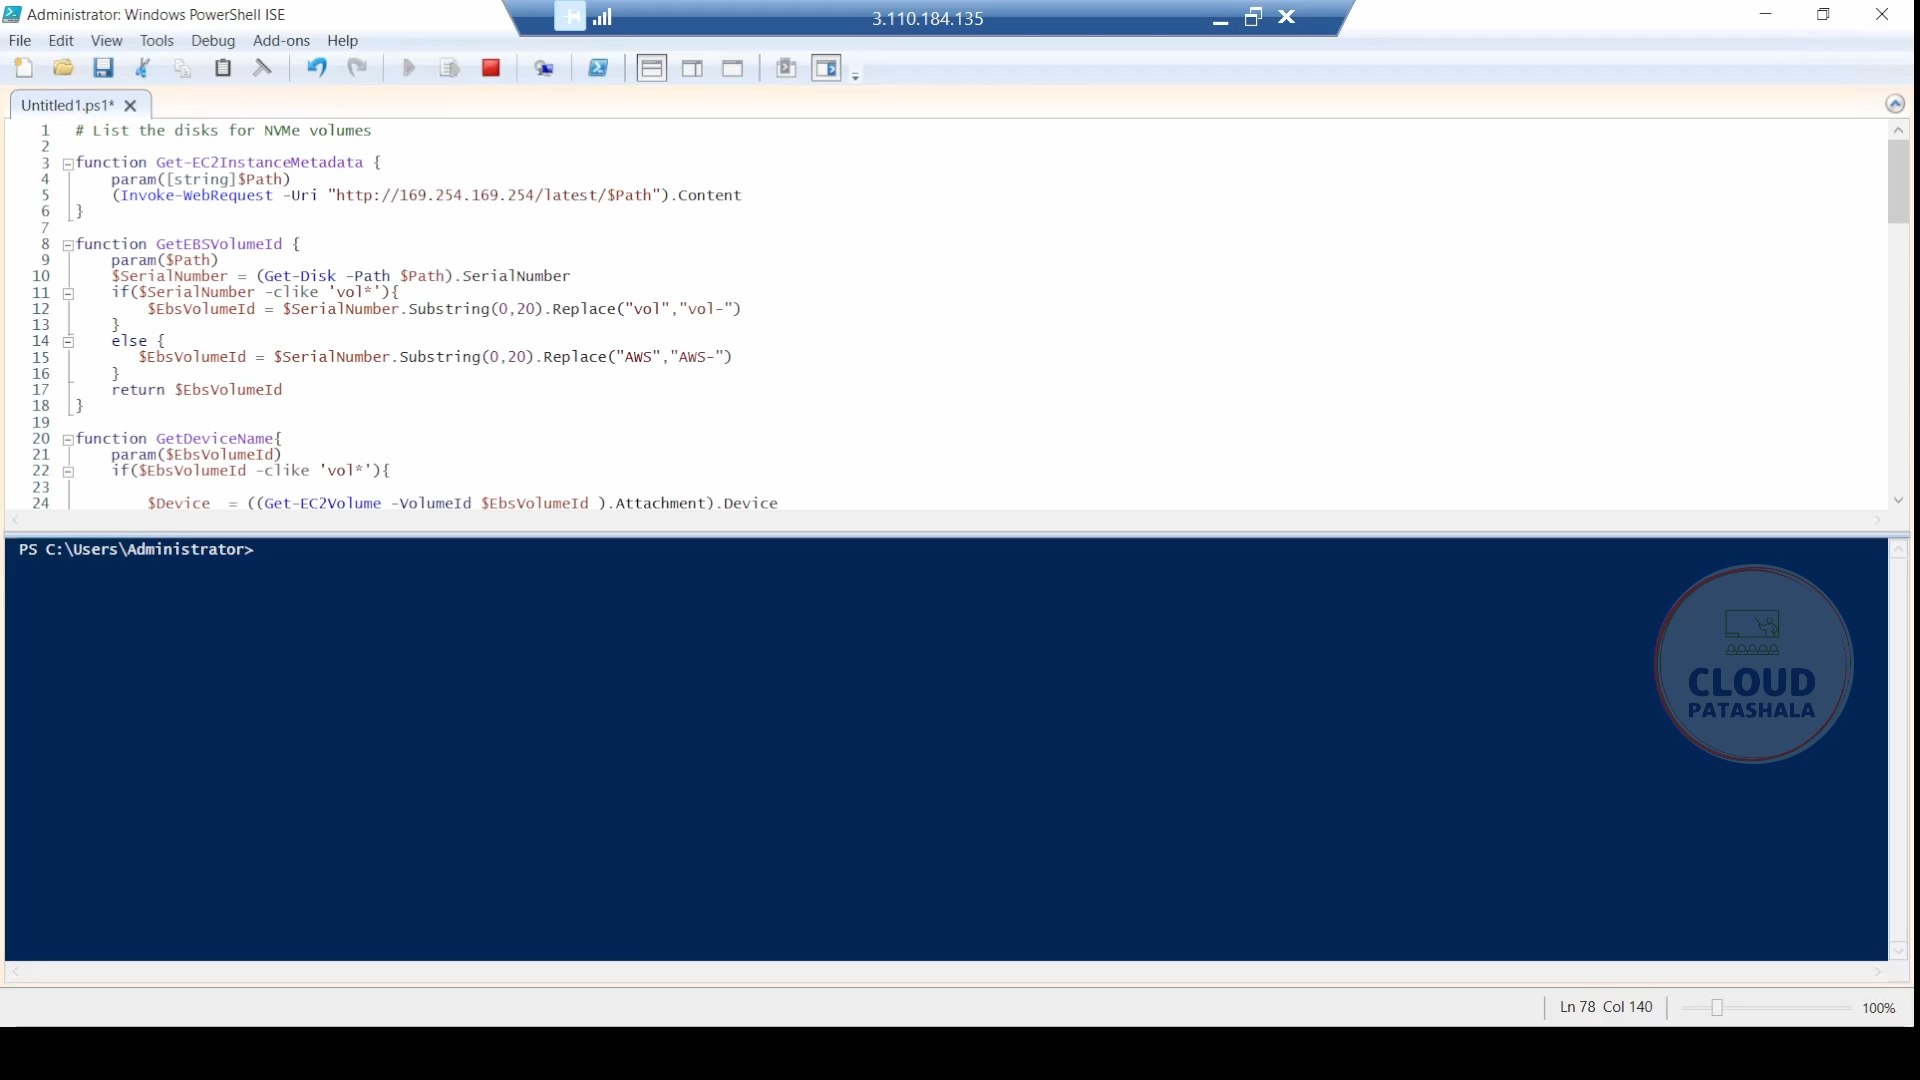 Administrator: Windows PowerShell ISE
3.110.184.135
File Edit View Tools Debug Add-ons Help
Untitled1.ps1*
1 # List the disks for NVMe volumes
2
3 function Get-EC2InstanceMetadata {
4 param([string]$Path)
5 (Invoke-WebRequest -Uri "http://169.254.169.254/latest/$Path").Content
6 }
7
8 function GetEBSVolumeId {
9 param($Path)
10 $SerialNumber = (Get-Disk -Path $Path).SerialNumber
11 if($SerialNumber -clike 'vol*'){
12 $EbsVolumeId = $SerialNumber.Substring(0,20).Replace("vol","vol-")
13 }
14 else {
15 $EbsVolumeId = $SerialNumber.Substring(0,20).Replace("AWS","AWS-")
16 }
17 return $EbsVolumeId
18 }
19
20 function GetDeviceName{
21 param($EbsVolumeId)
22 if($EbsVolumeId -clike 'vol*'){
23
24 $Device  = ((Get-EC2Volume -VolumeId $EbsVolumeId ).Attachment).Device
PS C:\Users\Administrator>
CLOUD
PATASHALA
Ln 78 Col 140
100%